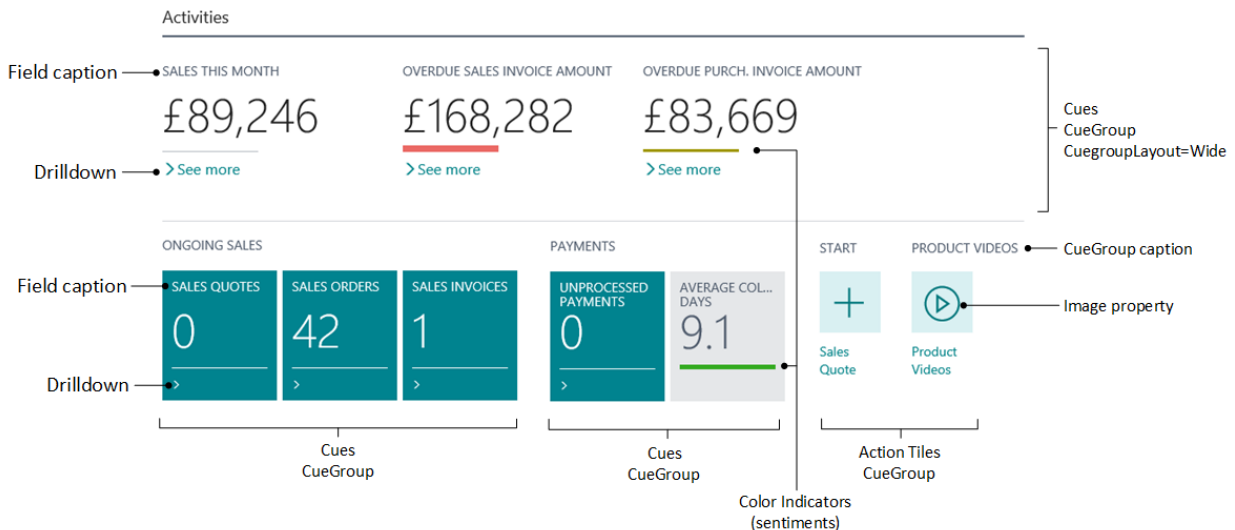 Activities
Field caption
SALES THIS MONTH
OVERDUE SALES INVOICE AMOUNT
OVERDUE PURCH. INVOICE AMOUNT
£89,246
£168,282
£83,669
Cues
CueGroup
CuegroupLayout=Wide
Drilldown
See more
See more
See more
ONGOING SALES
PAYMENTS
START
PRODUCT VIDEOS
CueGroup caption
Field caption
SALES QUOTES
SALES ORDERS
SALES INVOICES
UNPROCESSED
PAYMENTS
AVERAGE COL...
DAYS
0
42
1
0
9.1
Image property
Sales
Quote
Product
Videos
Drilldown
Cues
CueGroup
Cues
CueGroup
Action Tiles
CueGroup
Color Indicators
(sentiments)